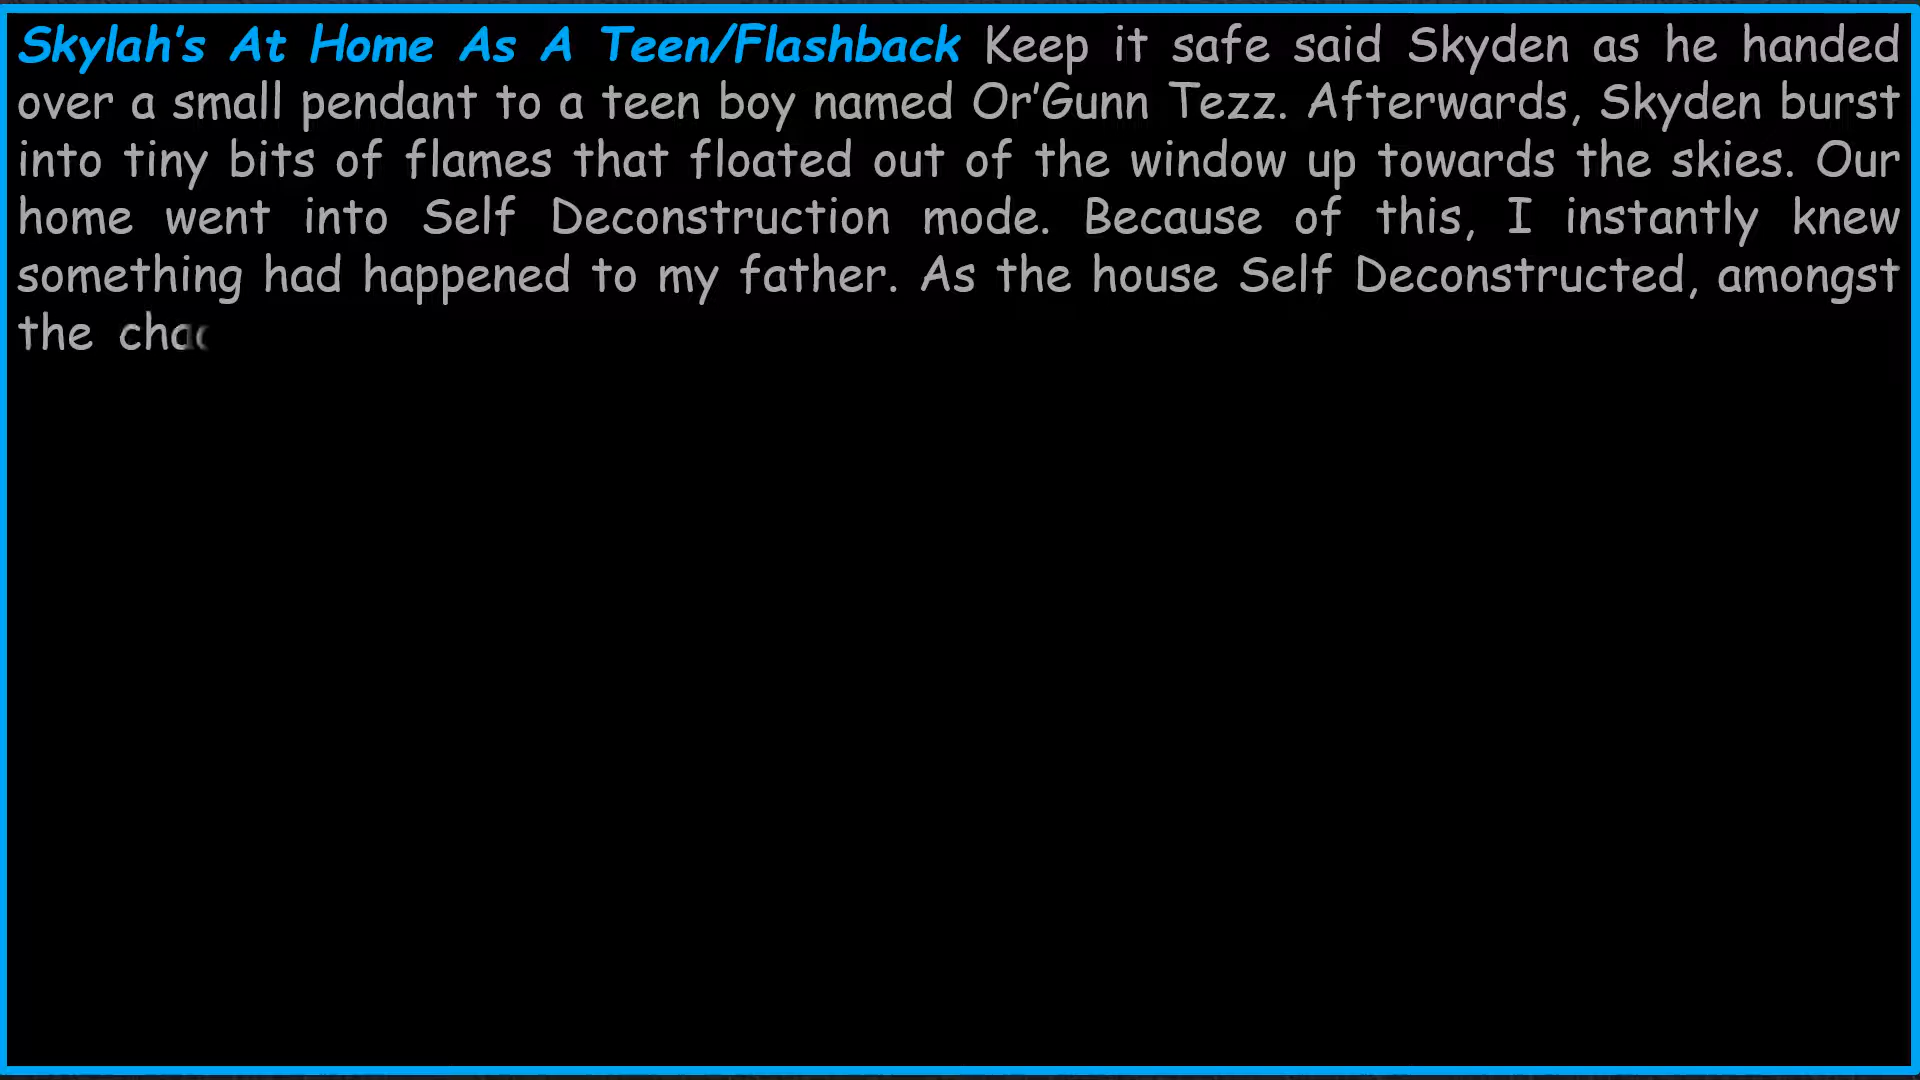 Skylah's At Home As A Teen/Flashback Keep it safe said Skyden as he handed
over a small pendant to a teen boy named Or'Gunn Tezz. Afterwards, Skyden burst
into tiny bits of flames that floated out of the window up towards the skies. Our
home went into Self Deconstruction mode. Because of this, I instantly knew
something had happened to my father. As the house Self Deconstructed, amongst
the